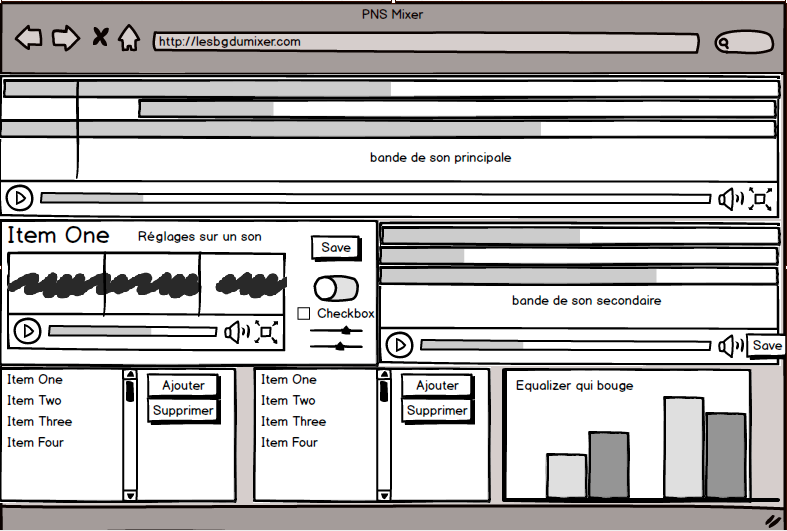 PNS Mixer
http://lesbgdumixer.com
bande de son principale
Item One
Réglages sur un son
Save
Checkbox
bande de son secondaire
Save
Item One
Item Two
Item Three
Item Four
Ajouter
Supprimer
Item One
Item Two
Item Three
Item Four
Ajouter
Supprimer
Equalizer qui bouge